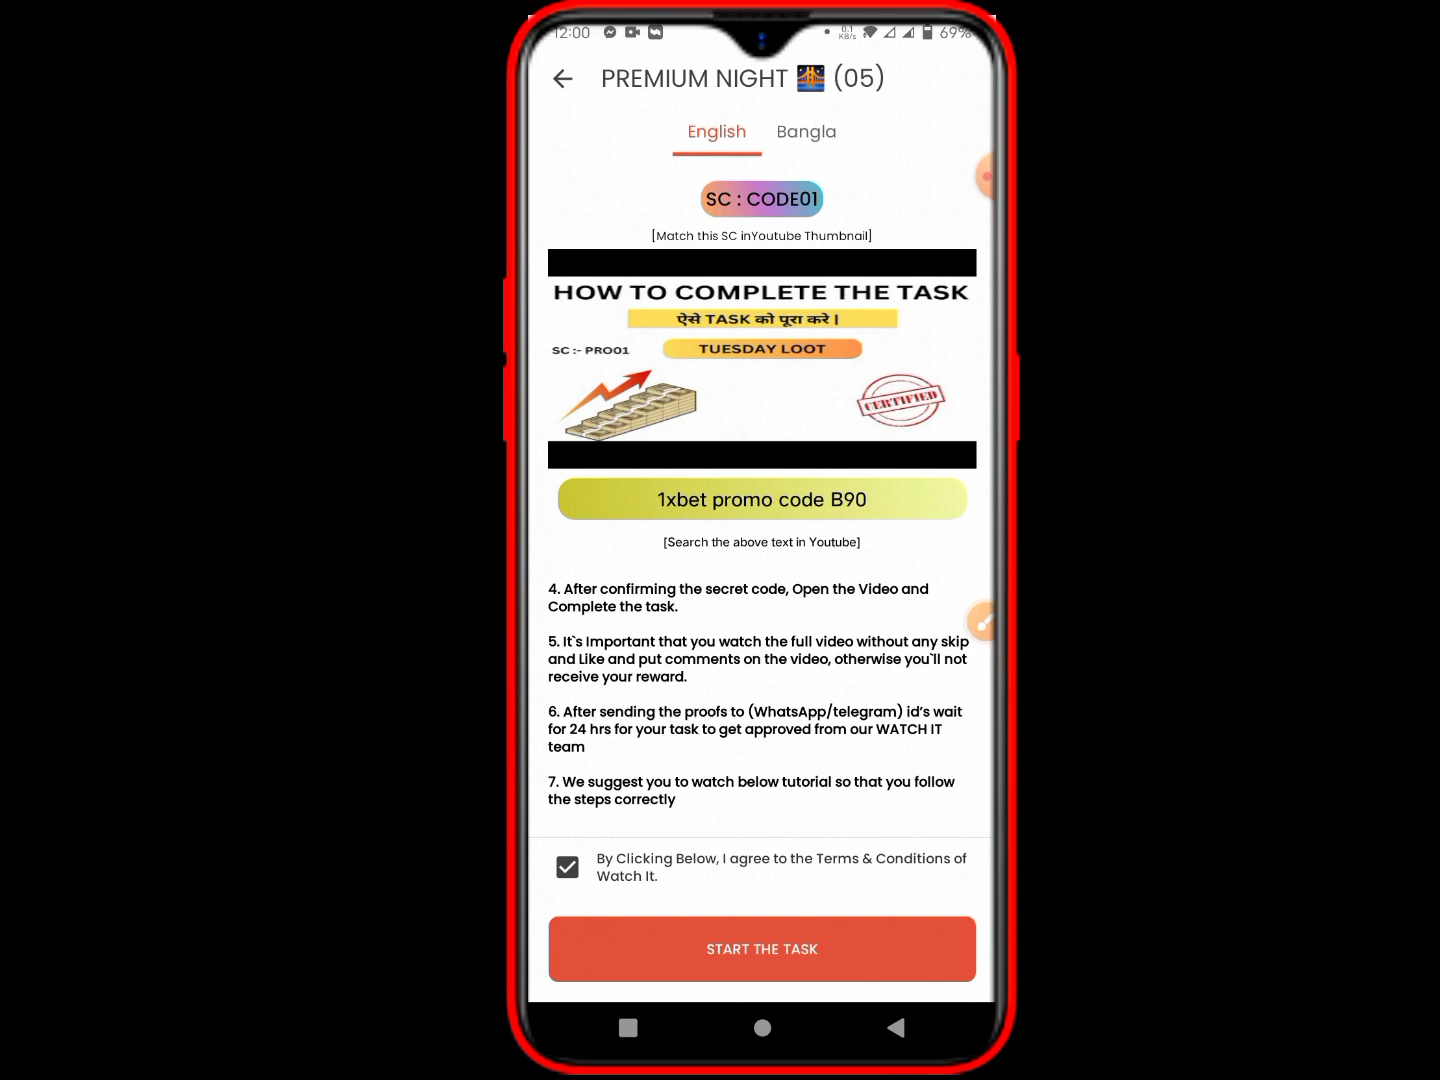 12:00
0.1
KB/s
69%
PREMIUM NIGHT 🌉 (05)
English
Bangla
SC : CODE01
[Match this SC inYoutube Thumbnail]
HOW TO COMPLETE THE TASK
ऐसे TASK को पूरा करे |
SC :- PRO01
TUESDAY LOOT
CERTIFIED
1xbet promo code B90
[Search the above text in Youtube]
4. After confirming the secret code, Open the Video and
Complete the task.
5. It`s Important that you watch the full video without any skip
and Like and put comments on the video, otherwise you`ll not
receive your reward.
6. After sending the proofs to (WhatsApp/telegram) id's wait
for 24 hrs for your task to get approved from our WATCH IT
team
7. We suggest you to watch below tutorial so that you follow
the steps correctly
By Clicking Below, I agree to the Terms & Conditions of
Watch It.
START THE TASK